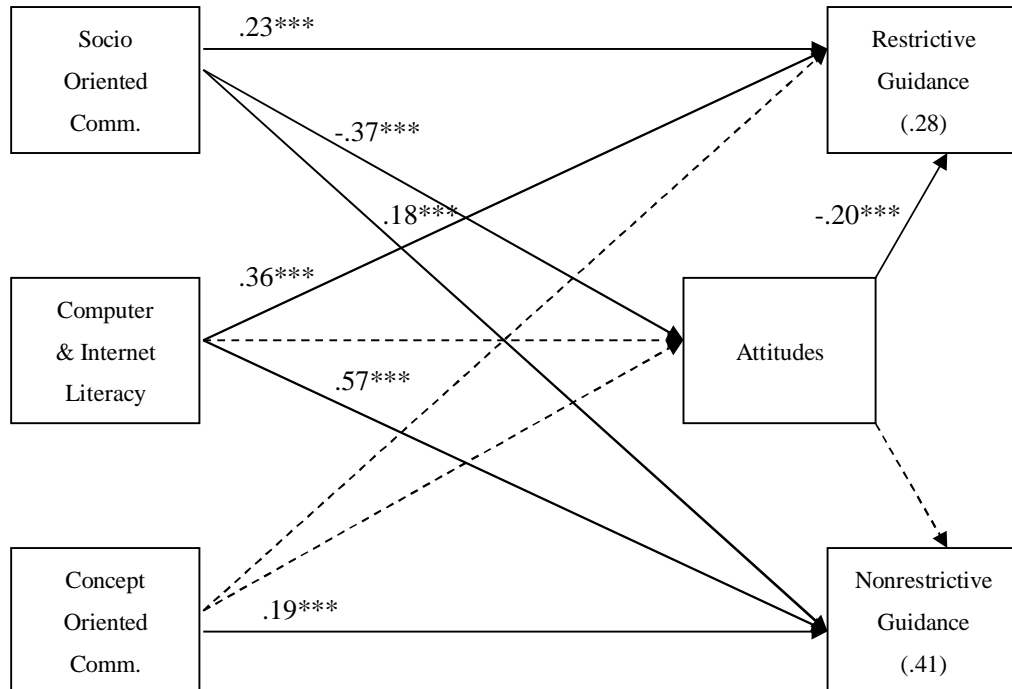 Socio
Oriented
Comm.
.23***
Restrictive
Guidance
(.28)
-.37***
.18***
-.20***
Computer
& Internet
Literacy
.36***
Attitudes
.57***
Concept
Oriented
Comm.
.19***
Nonrestrictive
Guidance
(.41)